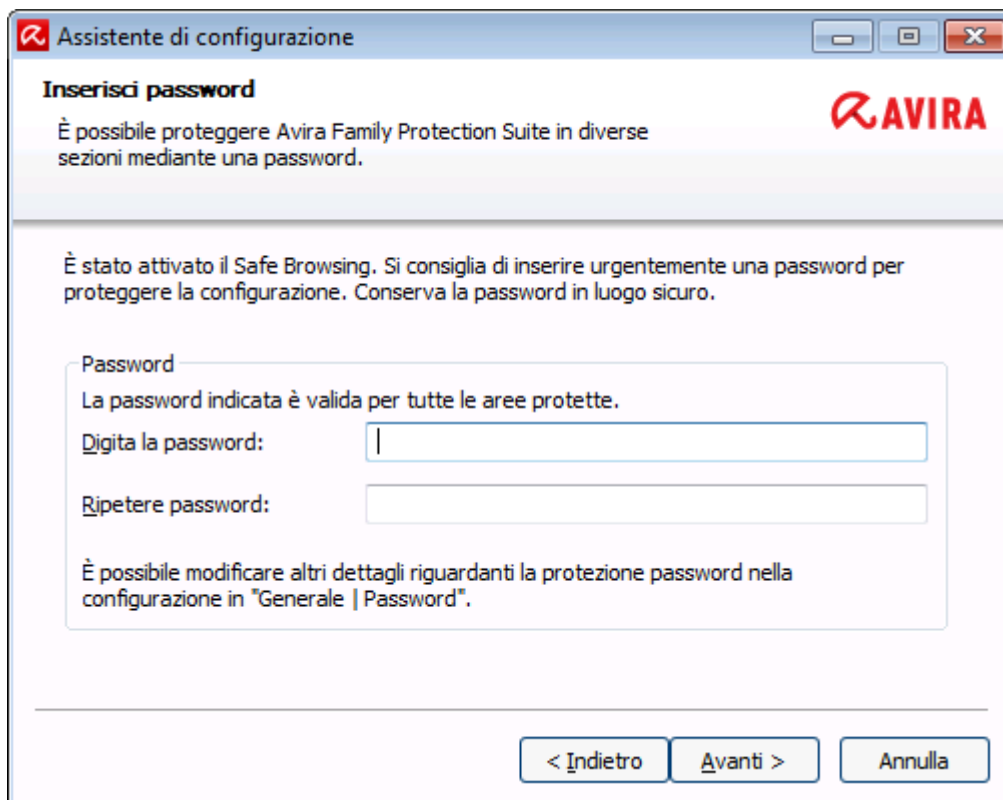 Assistente di configurazione
Inserisci password
È possibile proteggere Avira Family Protection Suite in diverse
sezioni mediante una password.
AVIRA
È stato attivato il Safe Browsing. Si consiglia di inserire urgentemente una password per
proteggere la configurazione. Conserva la password in luogo sicuro.
Password
La password indicata è valida per tutte le aree protette.
Digita la password:
Ripetere password:
È possibile modificare altri dettagli riguardanti la protezione password nella
configurazione in "Generale | Password".
< Indietro
Avanti >
Annulla